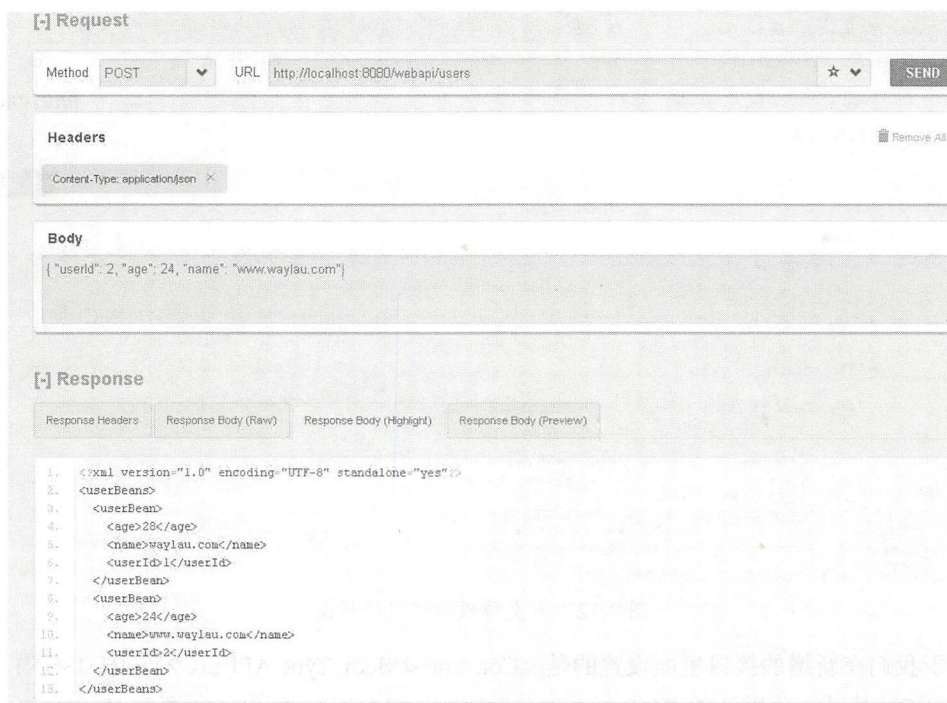 [-] Request
Method POST URL http://localhost:8080/webapi/users SEND
Headers Remove All
Content-Type: application/json ×
Body
{ "userId": 2, "age": 24, "name": "www.waylau.com"}
[-] Response
Response Headers Response Body (Raw) Response Body (Highlight) Response Body (Preview)
1. <?xml version="1.0" encoding="UTF-8" standalone="yes"?>
2. <userBeans>
3. <userBean>
4. <age>28</age>
5. <name>waylau.com</name>
6. <userId>1</userId>
7. </userBean>
8. <userBean>
9. <age>24</age>
10. <name>www.waylau.com</name>
11. <userId>2</userId>
12. </userBean>
13. </userBeans>